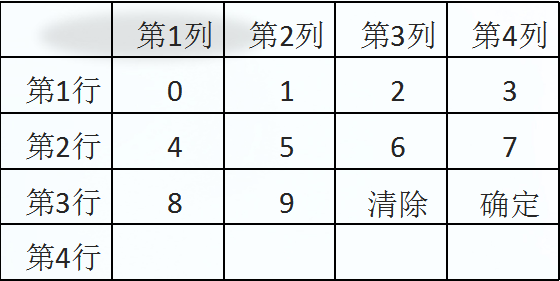 第1列 第2列 第3列 第4列
第1行 0 1 2 3
第2行 4 5 6 7
第3行 8 9 清除 确定
第4行